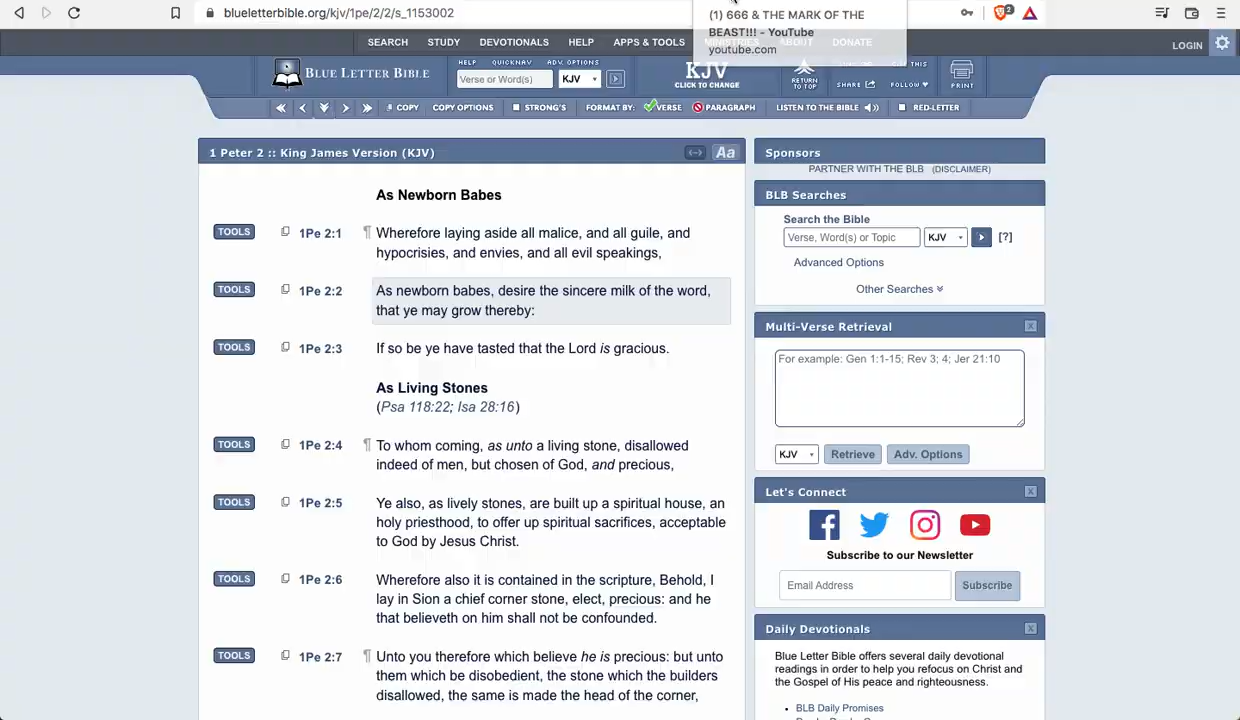 blueletterbible.org/kjv/1pe/2/2/s_1153002
(1) 666 & THE MARK OF THE
BEAST!!! - YouTube
youtube.com
2
SEARCH STUDY DEVOTIONALS HELP APPS & TOOLS MINISTRIES ABOUT DONATE
LOGIN
BLUE LETTER BIBLE
HELP QUICKNAV ADV. OPTIONS
Verse or Word(s) KJV
KJV
CLICK TO CHANGE
RETURN
TO TOP
SHARE
FOLLOW
PRINT
COPY COPY OPTIONS STRONG'S FORMAT BY: VERSE PARAGRAPH LISTEN TO THE BIBLE RED-LETTER
1 Peter 2 :: King James Version (KJV)
Aa
As Newborn Babes
TOOLS 1Pe 2:1 ¶ Wherefore laying aside all malice, and all guile, and
hypocrisies, and envies, and all evil speakings,
TOOLS 1Pe 2:2 As newborn babes, desire the sincere milk of the word,
that ye may grow thereby:
TOOLS 1Pe 2:3 If so be ye have tasted that the Lord is gracious.
As Living Stones
(Psa 118:22; Isa 28:16)
TOOLS 1Pe 2:4 ¶ To whom coming, as unto a living stone, disallowed
indeed of men, but chosen of God, and precious,
TOOLS 1Pe 2:5 Ye also, as lively stones, are built up a spiritual house, an
holy priesthood, to offer up spiritual sacrifices, acceptable
to God by Jesus Christ.
TOOLS 1Pe 2:6 Wherefore also it is contained in the scripture, Behold, I
lay in Sion a chief corner stone, elect, precious: and he
that believeth on him shall not be confounded.
TOOLS 1Pe 2:7 ¶ Unto you therefore which believe he is precious: but unto
them which be disobedient, the stone which the builders
disallowed, the same is made the head of the corner,
Sponsors
PARTNER WITH THE BLB (DISCLAIMER)
BLB Searches
Search the Bible
Verse, Word(s) or Topic KJV [?]
Advanced Options
Other Searches
Multi-Verse Retrieval X
For example: Gen 1:1-15; Rev 3; 4; Jer 21:10
KJV Retrieve Adv. Options
Let's Connect X
Subscribe to our Newsletter
Email Address Subscribe
Daily Devotionals X
Blue Letter Bible offers several daily devotional
readings in order to help you refocus on Christ and
the Gospel of His peace and righteousness.
BLB Daily Promises